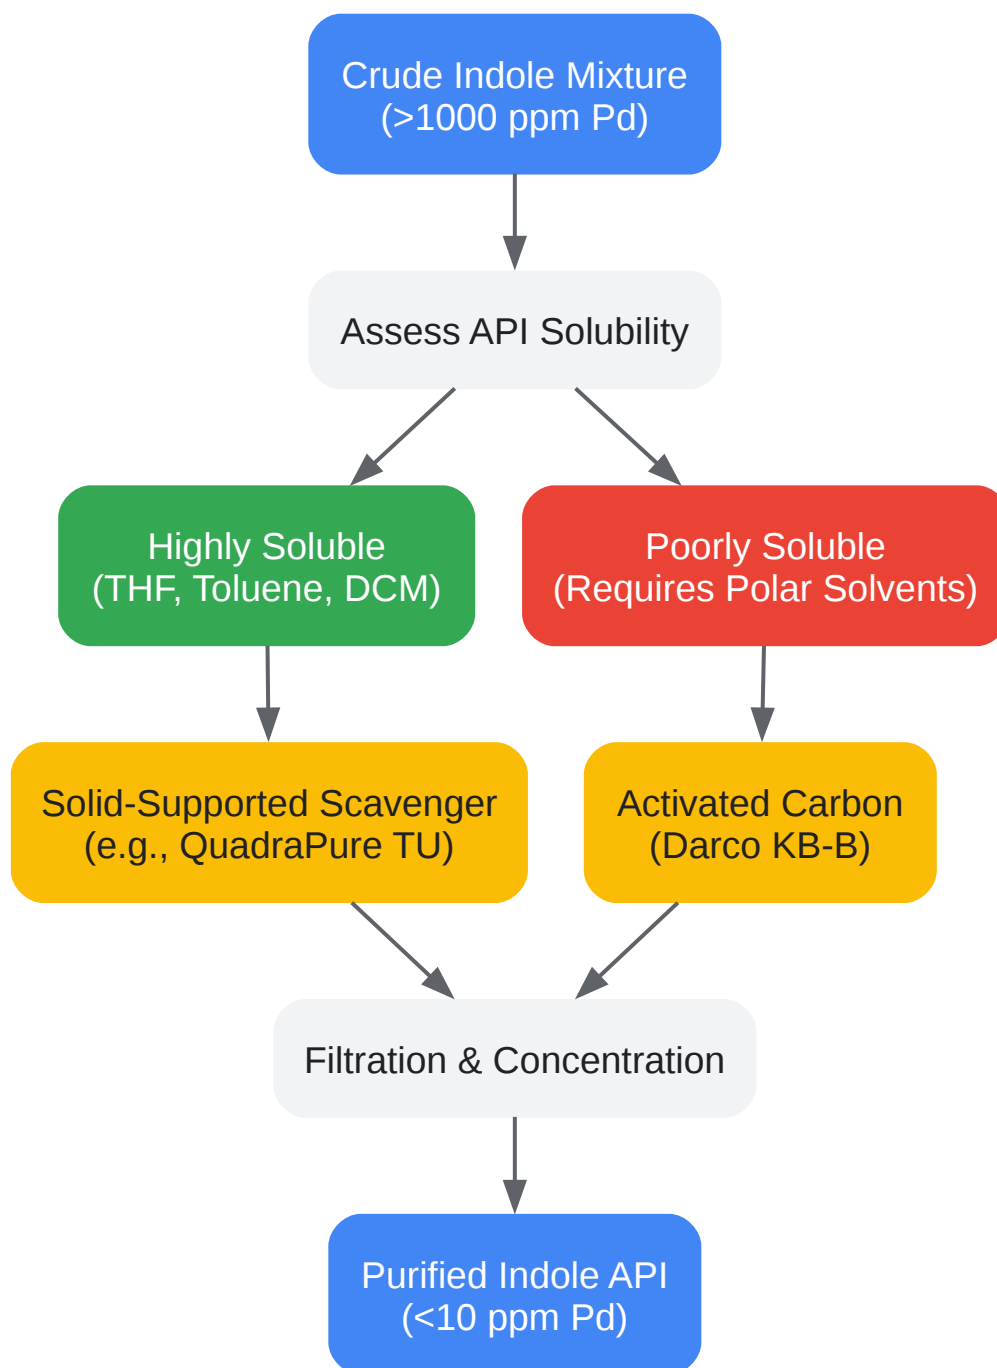 Crude Indole Mixture
(>1000 ppm Pd)
Assess API Solubility
Highly Soluble
(THF, Toluene, DCM)
Poorly Soluble
(Requires Polar Solvents)
Solid-Supported Scavenger
(e.g., QuadraPure TU)
Activated Carbon
(Darco KB-B)
Filtration & Concentration
Purified Indole API
(<10 ppm Pd)